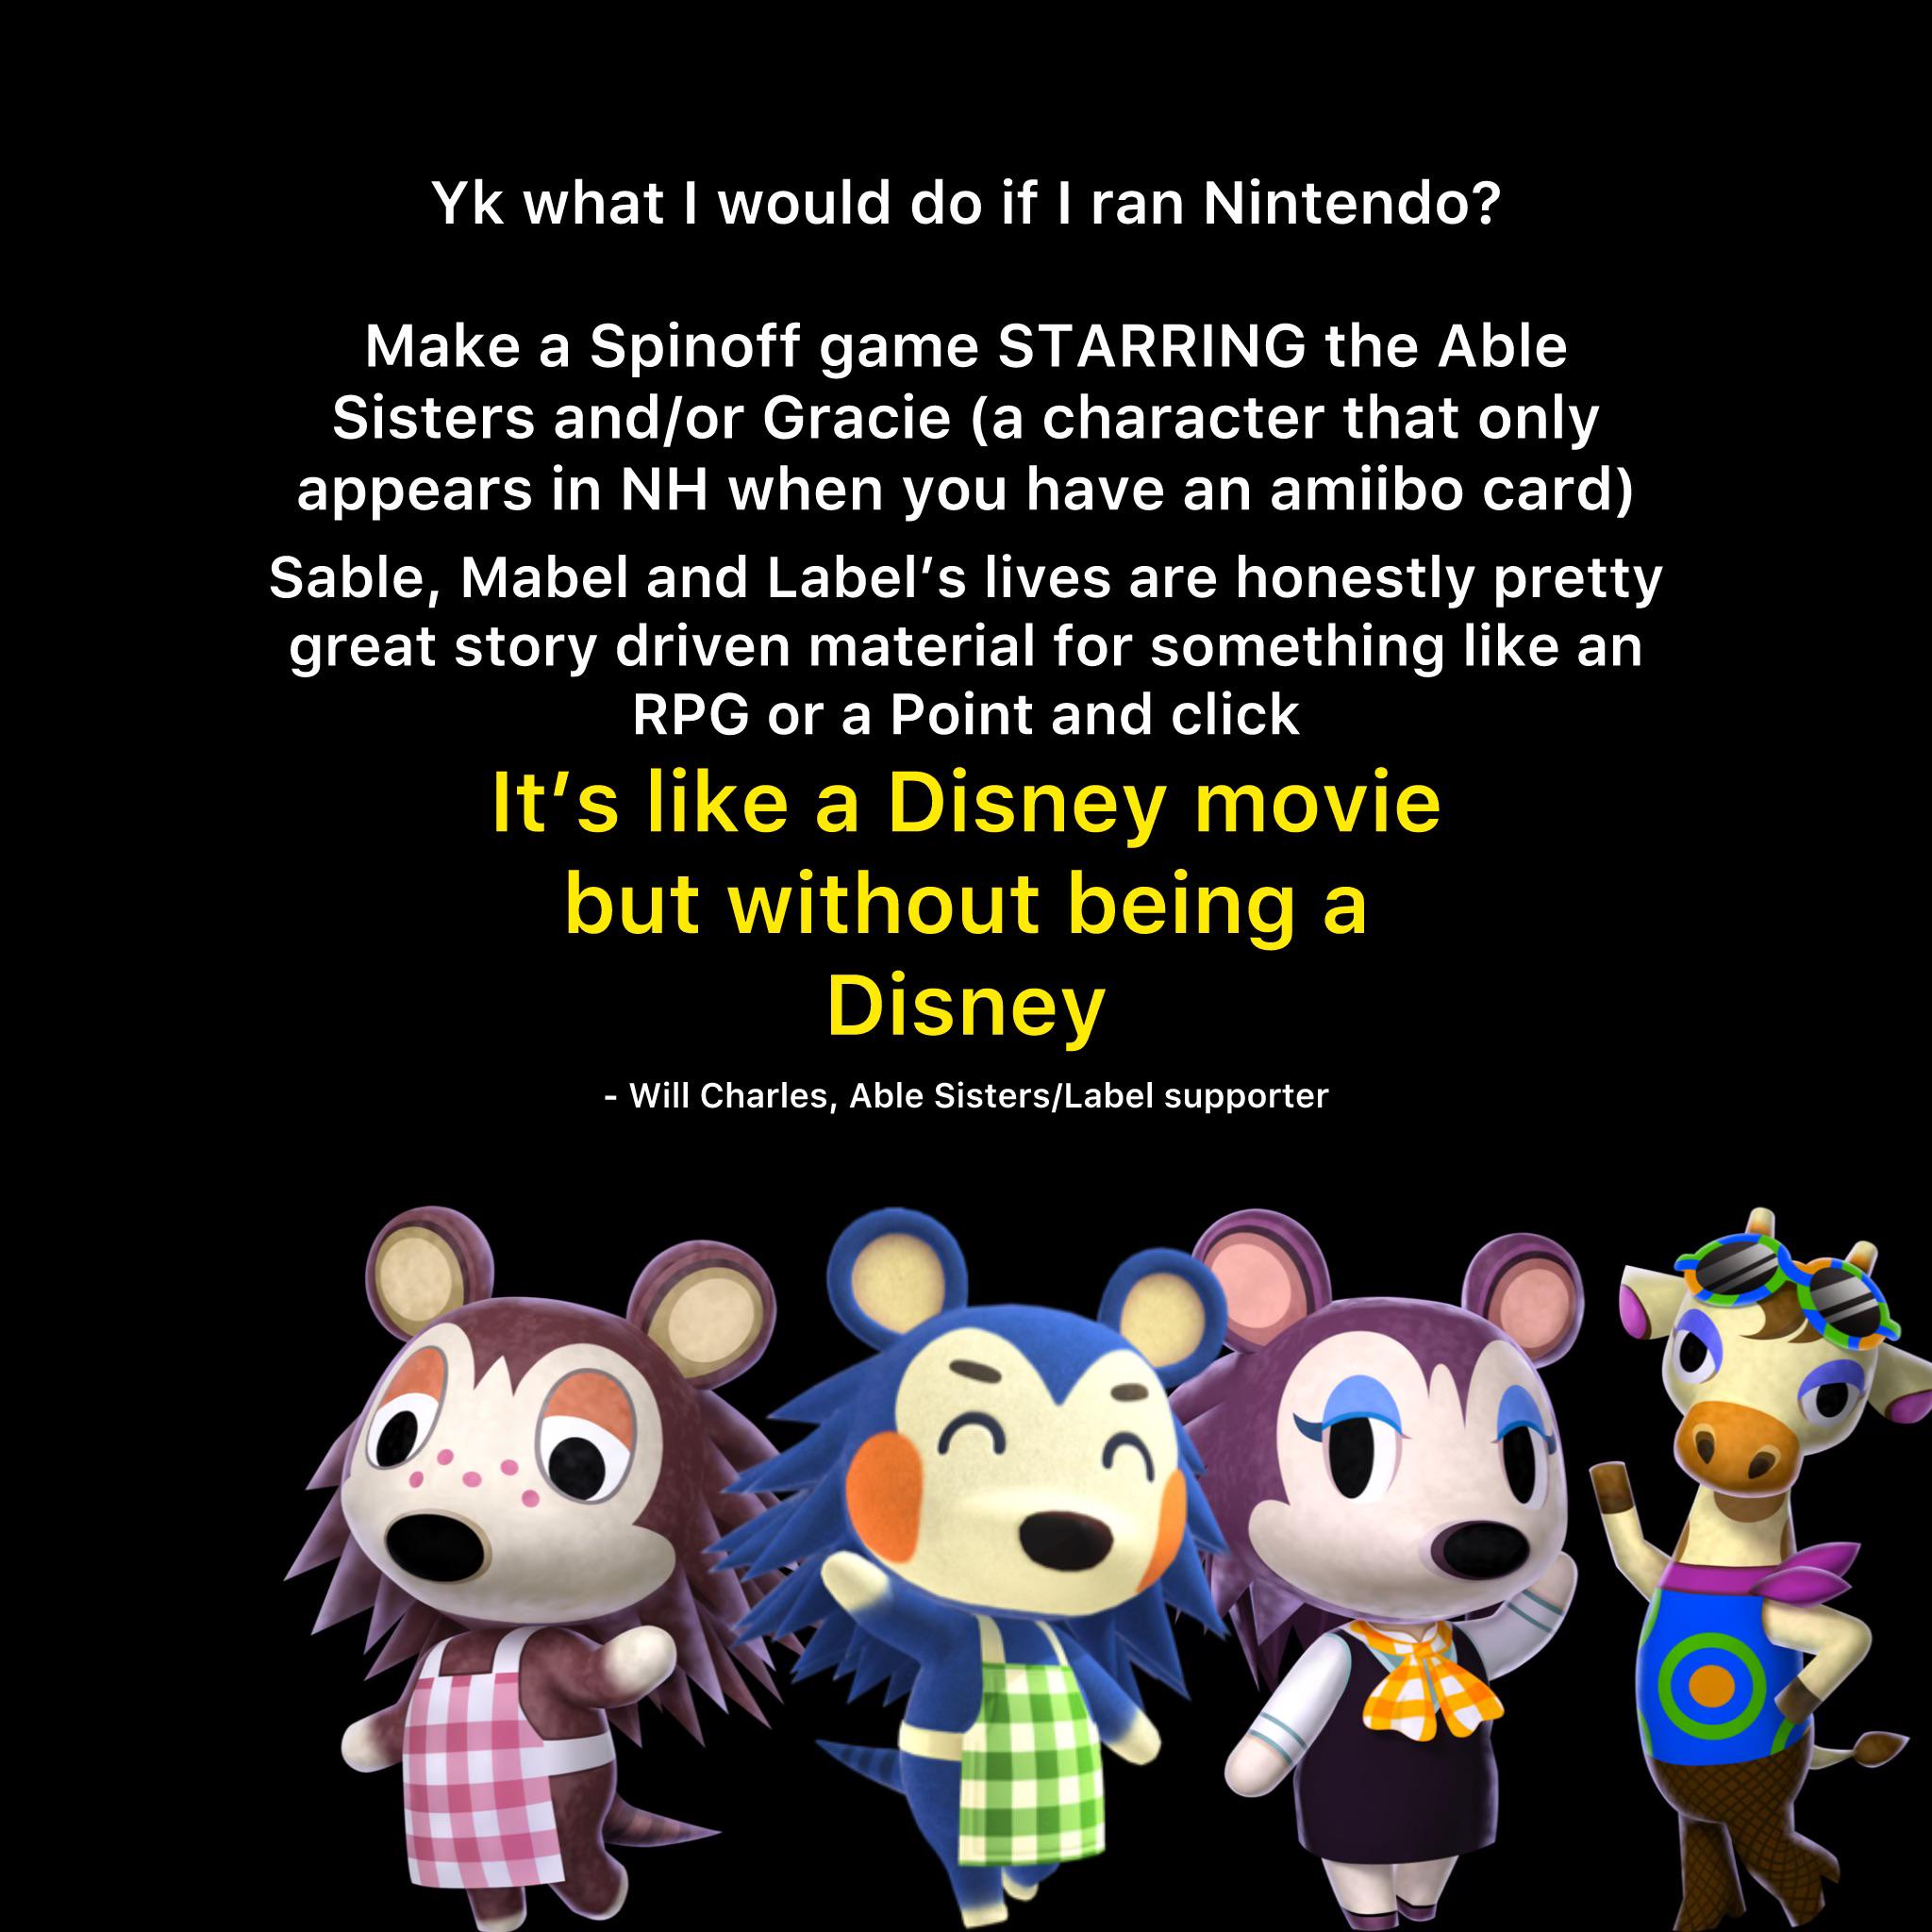 Yk what I would do if I ran Nintendo?
Make a Spinoff game STARRING the Able
Sisters and/or Gracie (a character that only
appears in NH when you have an amiibo card)
Sable, Mabel and Label’s lives are honestly pretty
great story driven material for something like an
RPG or a Point and click
It’s like a Disney movie
but without being a
Disney
- Will Charles, Able Sisters/Label supporter